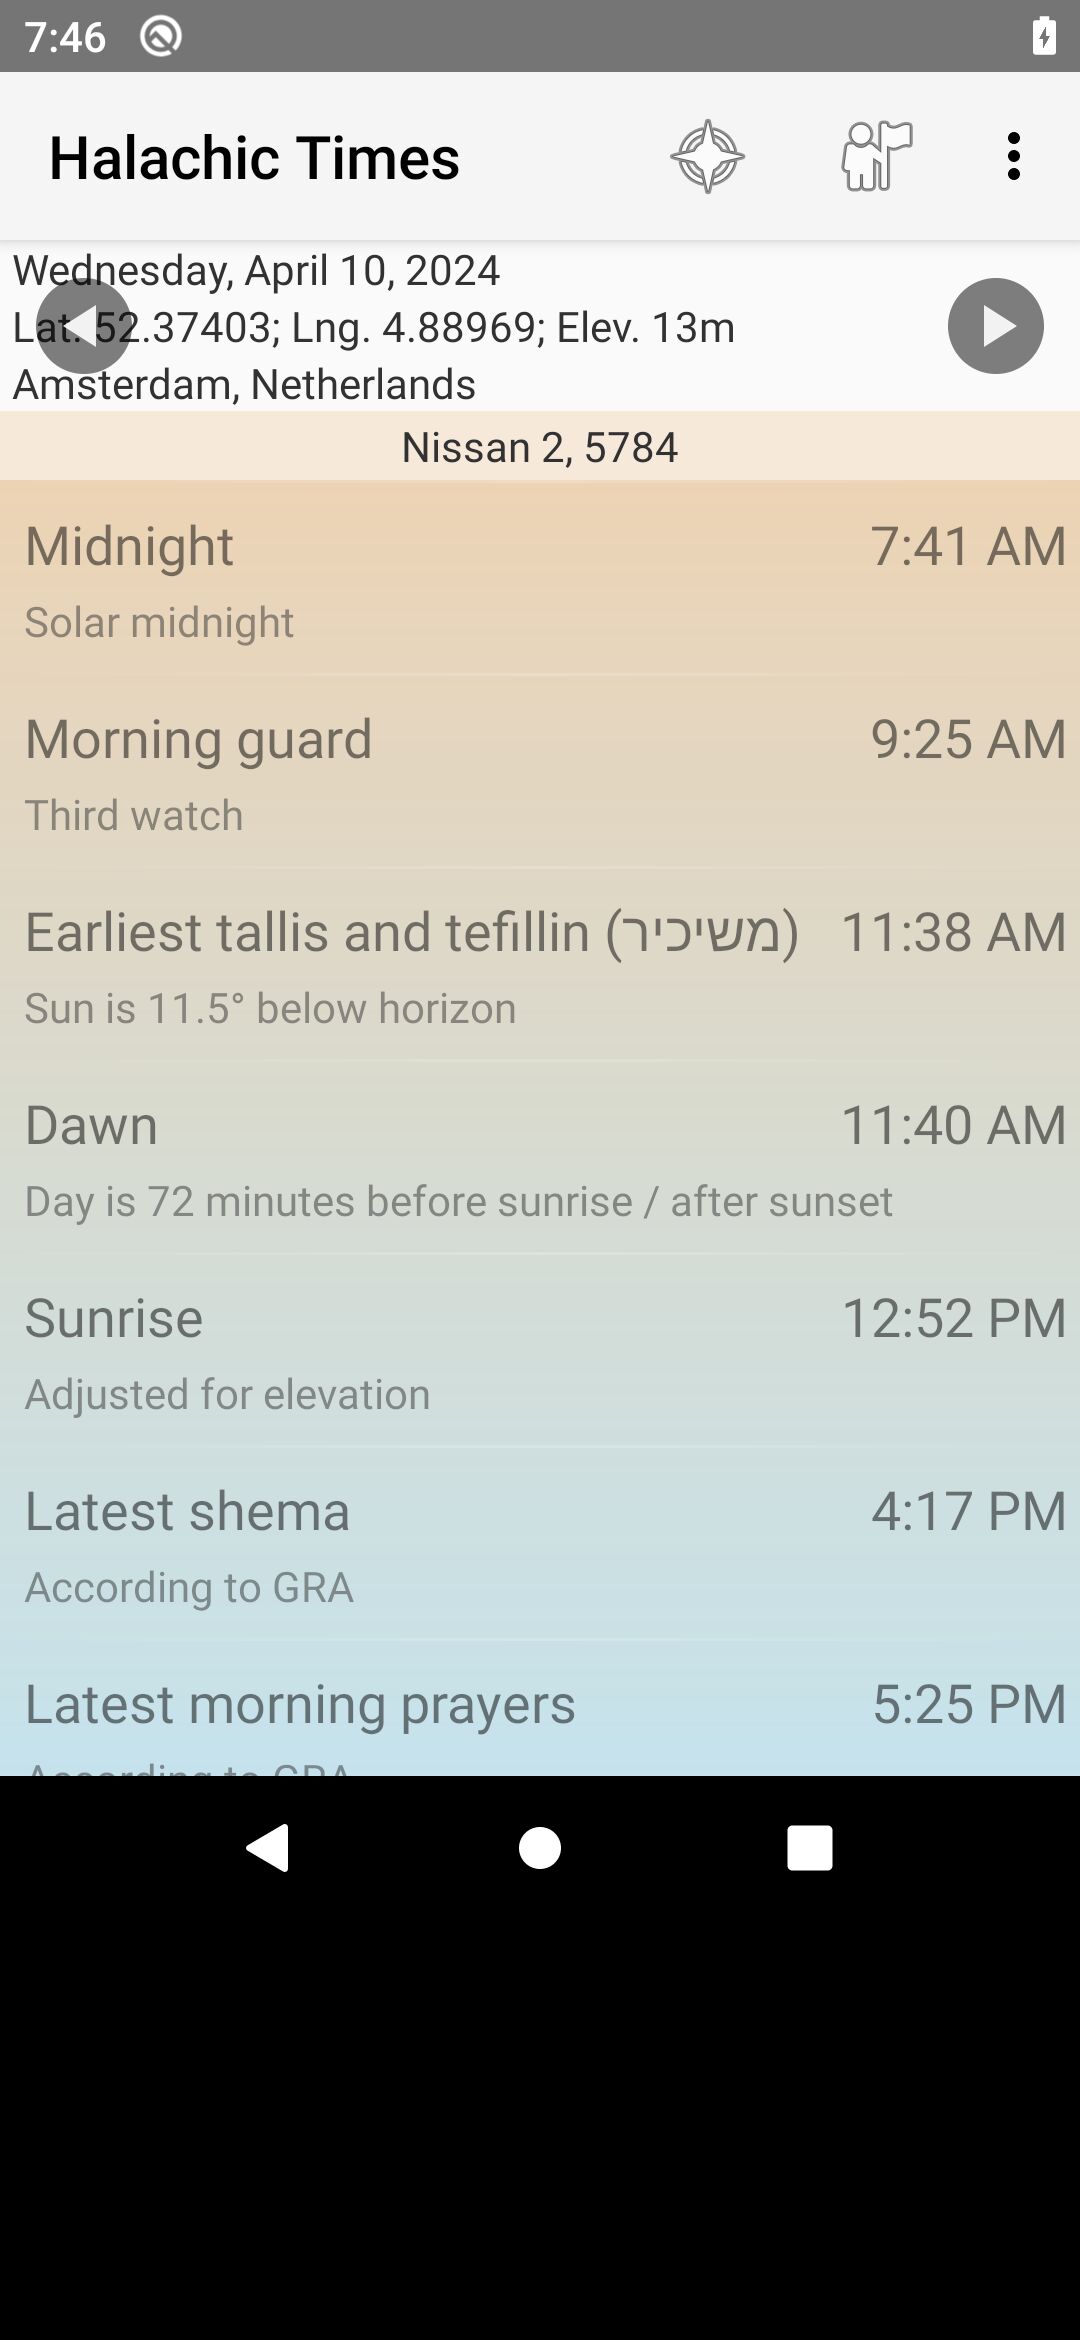 7:46
Halachic Times
Wednesday, April 10, 2024
Lat. 52.37403; Lng. 4.88969; Elev. 13m
Amsterdam, Netherlands
Nissan 2, 5784
Midnight 7:41 AM
Solar midnight
Morning guard 9:25 AM
Third watch
Earliest tallis and tefillin (משיכיר) 11:38 AM
Sun is 11.5° below horizon
Dawn 11:40 AM
Day is 72 minutes before sunrise / after sunset
Sunrise 12:52 PM
Adjusted for elevation
Latest shema 4:17 PM
According to GRA
Latest morning prayers 5:25 PM
According to GRA